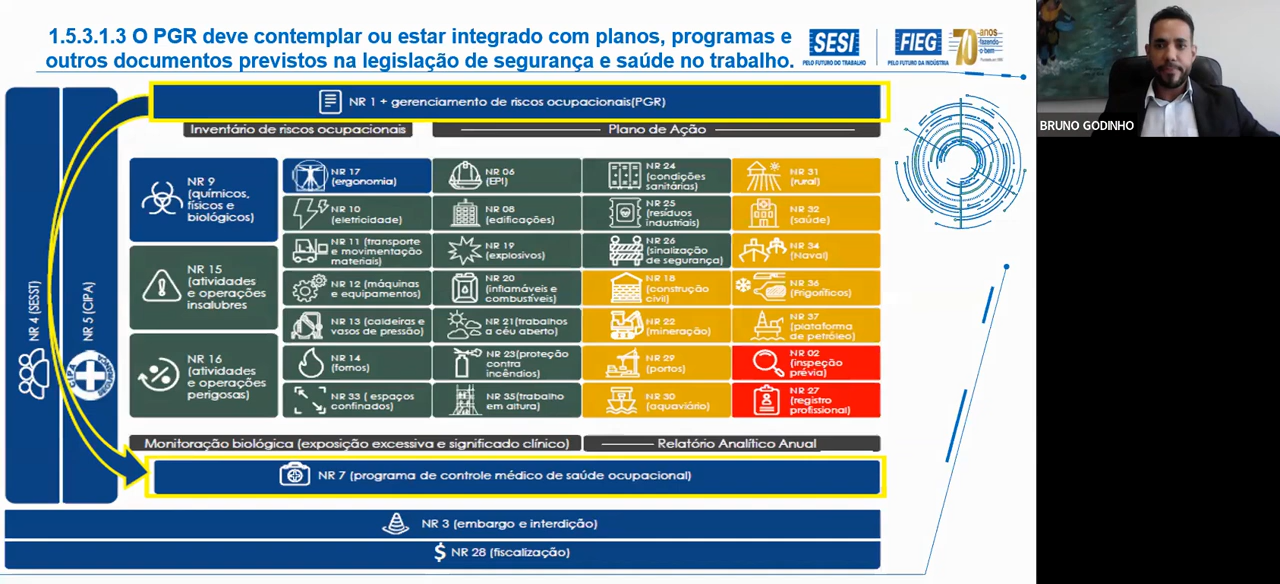 1.5.3.1.3 O PGR deve contemplar ou estar integrado com planos, programas e
outros documentos previstos na legislação de segurança e saúde no trabalho.
SESI
PELO FUTURO DO TRABALHO
FIEG
PELO FUTURO DA INDÚSTRIA
70 anos
fazendo
o bem
BRUNO GODINHO
NR 1 + gerenciamento de riscos ocupacionais(PGR)
Inventário de riscos ocupacionais
Plano de Ação
NR 4 (SESST)
NR 5 (CIPA)
NR 9
(químicos,
físicos e
biológicos)
NR 15
(atividades
e operações
insalubres
NR 16
(atividades
e operações
perigosas)
NR 17
(ergonomia)
NR 10
(eletricidade)
NR 11 (transporte
e movimentação
materiais)
NR 12 (máquinas
e equipamentos)
NR 13 (caldeiras e
vasos de pressão)
NR 14
(fornos)
NR 33 ( espaços
confinados)
NR 06
(EPI)
NR 08
(edificações)
NR 19
(explosivos)
NR 20
(inflamáveis e
combustíveis)
NR 21(trabalhos
a céu aberto)
NR 23(proteção
contra
incêndios)
NR 35(trabalho
em altura)
NR 24
(condições
sanitárias)
NR 25
(resíduos
industriais)
NR 26
(sinalização
de segurança)
NR 18
(construção
civil)
NR 22
(mineração)
NR 29
(portos)
NR 30
(aquaviário)
NR 31
(rural)
NR 32
(saúde)
NR 34
(Naval)
NR 36
(Frigoríficos)
NR 37
(plataforma
de petróleo)
NR 02
(inspeção
prévia)
NR 27
(registro
profissional)
Monitoração biológica (exposição excessiva e significado clínico)
Relatório Analítico Anual
NR 7 (programa de controle médico de saúde ocupacional)
NR 3 (embargo e interdição)
$ NR 28 (fiscalização)